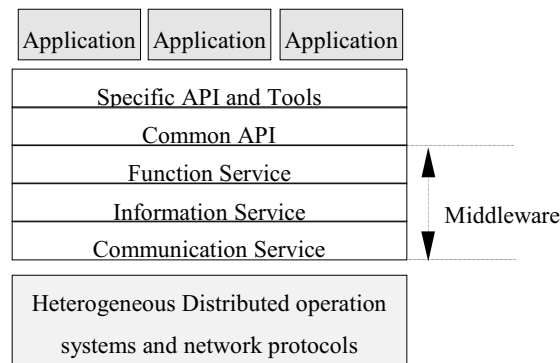 Application Application Application
Specific API and Tools
Common API
Function Service
Information Service
Middleware
Communication Service
Heterogeneous Distributed operation
systems and network protocols